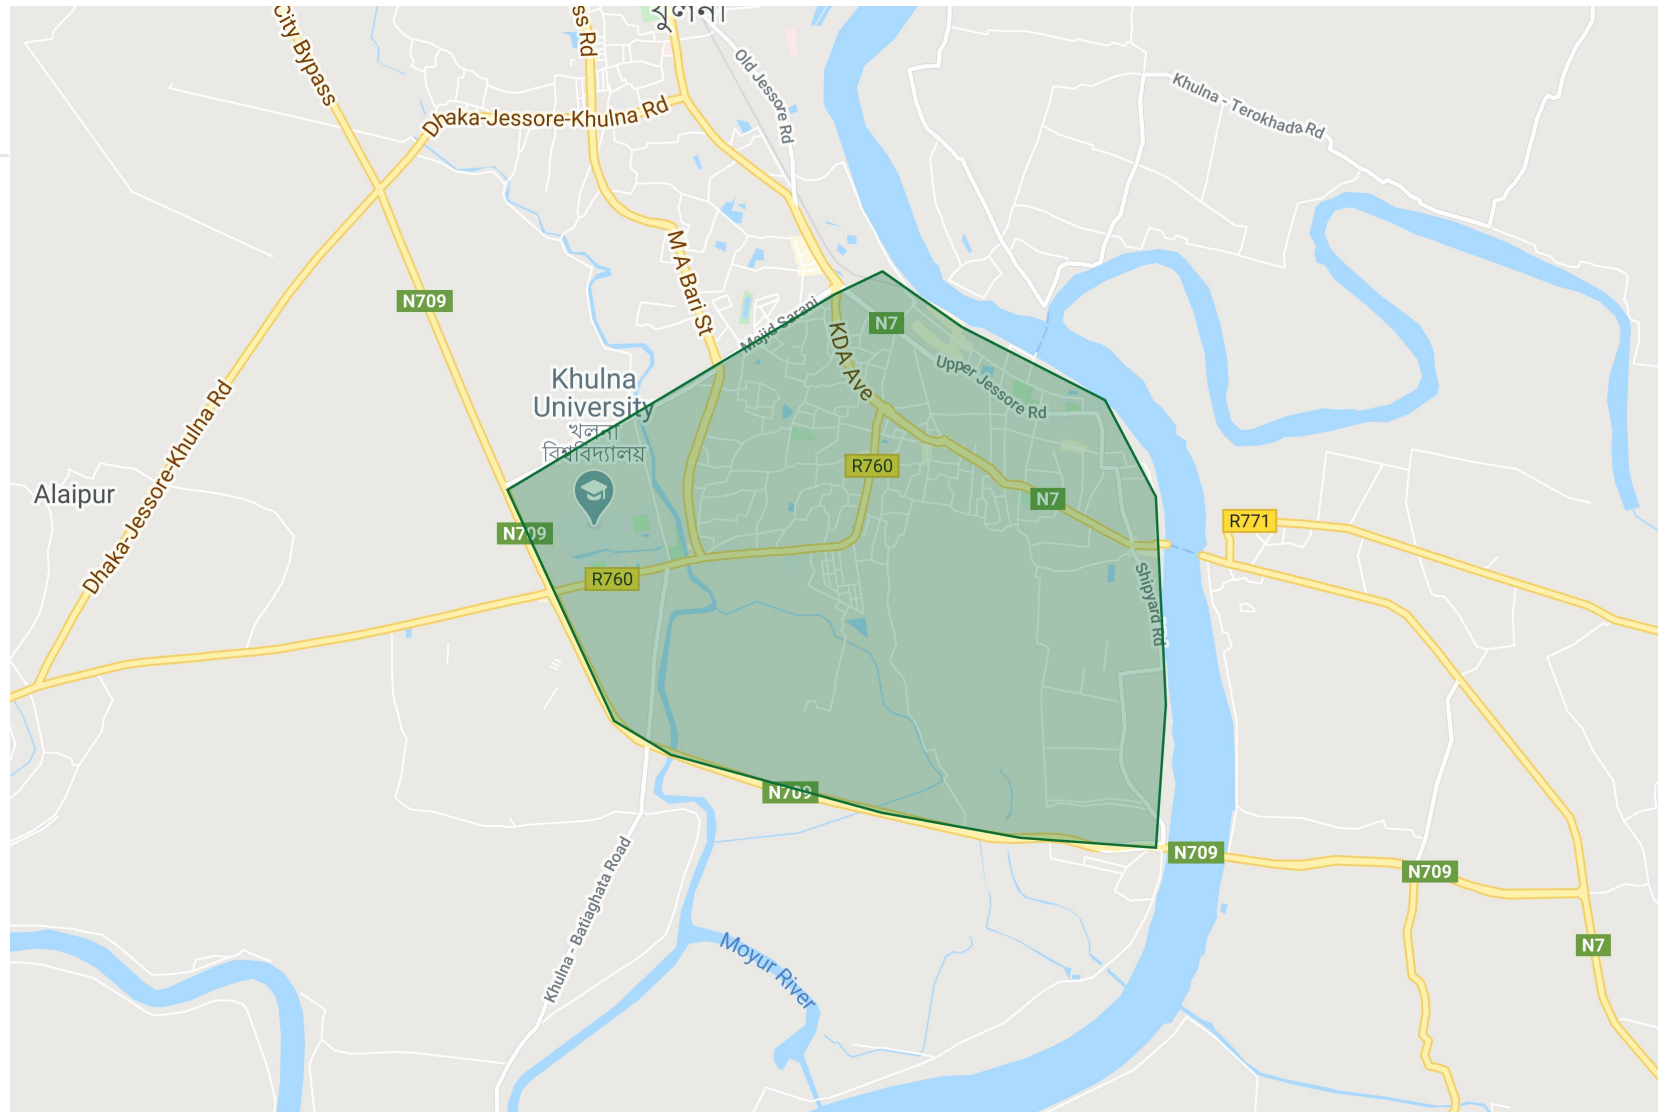 City Bypass
ss Rd
খুলনা
Old Jessore Rd
Khulna - Terokhada Rd
Dhaka-Jessore-Khulna Rd
M A Bari St
N709
Majid Sarani
N7
KDA Ave
Upper Jessore Rd
Khulna
University
খুলনা
বিশ্ববিদ্যালয়
Dhaka-Jessore-Khulna Rd
R760
Alaipur
N7
N709
R771
R760
Shipyard Rd
N709
N709
N709
Khulna - Batiaghata Road
Moyur River
N7